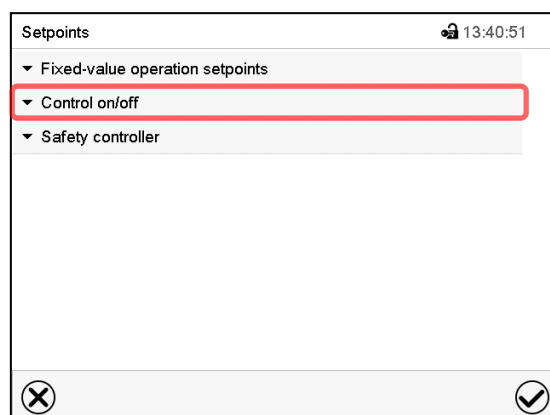 Setpoints 13:40:51
Fixed-value operation setpoints
Control on/off
Safety controller